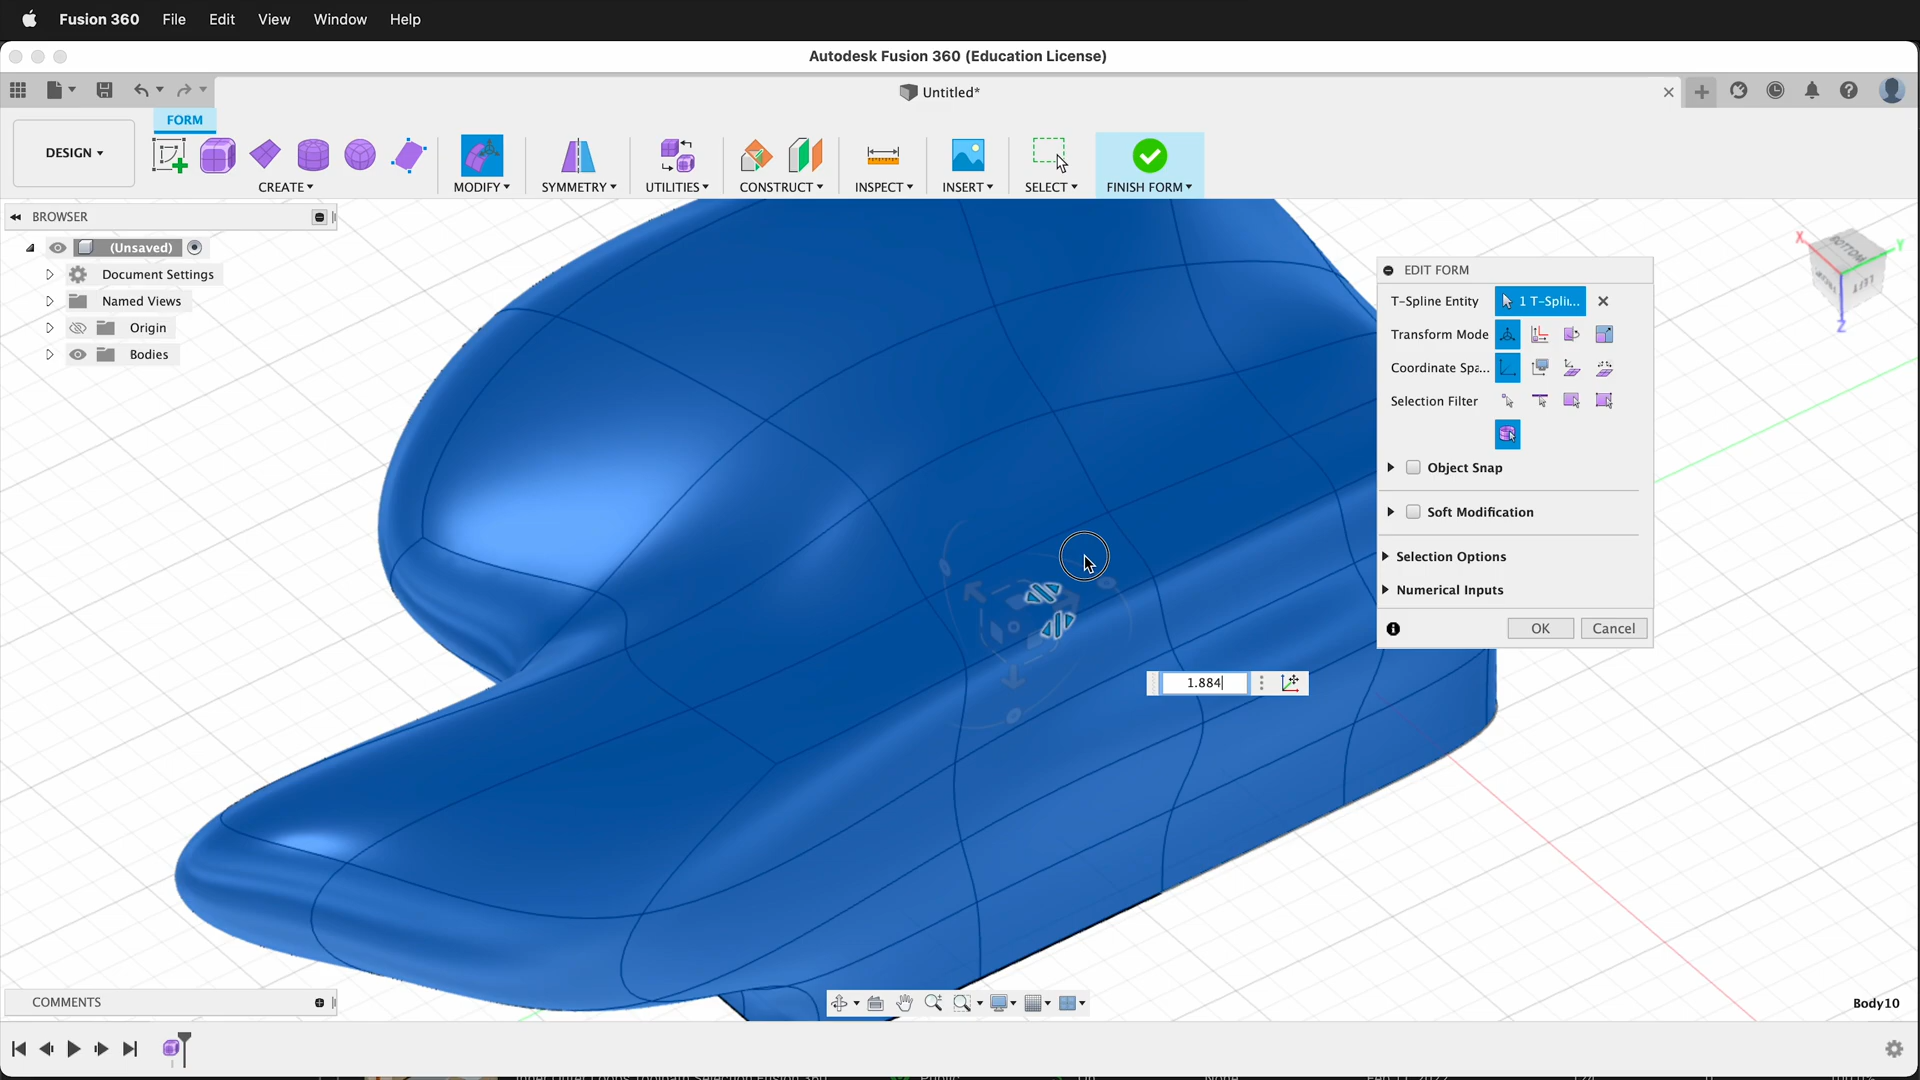 Fusion 360 File Edit View Window Help
Autodesk Fusion 360 (Education License)
Untitled*
FORM
DESIGN
CREATE MODIFY SYMMETRY UTILITIES CONSTRUCT INSPECT INSERT SELECT FINISH FORM
BROWSER
(Unsaved)
Document Settings
Named Views
Origin
Bodies
BOTTOM
LEFT
X
Y
Z
EDIT FORM
T-Spline Entity 1 T-Spli...
Transform Mode
Coordinate Spa...
Selection Filter
Object Snap
Soft Modification
Selection Options
Numerical Inputs
OK Cancel
1.884
COMMENTS
Body10